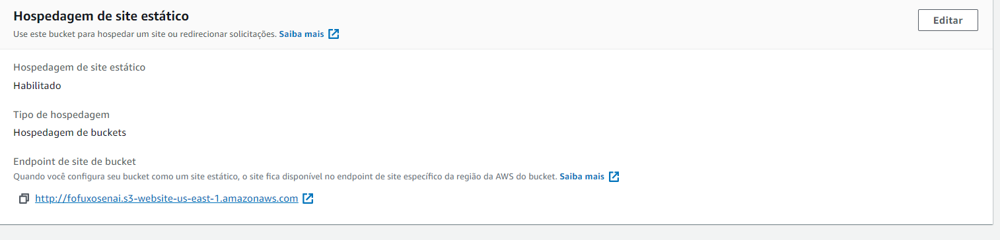 Hospedagem de site estático
Editar
Use este bucket para hospedar um site ou redirecionar solicitações. Saiba mais
Hospedagem de site estático
Habilitado
Tipo de hospedagem
Hospedagem de buckets
Endpoint de site de bucket
Quando você configura seu bucket como um site estático, o site fica disponível no endpoint de site específico da região da AWS do bucket. Saiba mais
http://fofuxosenai.s3-website-us-east-1.amazonaws.com